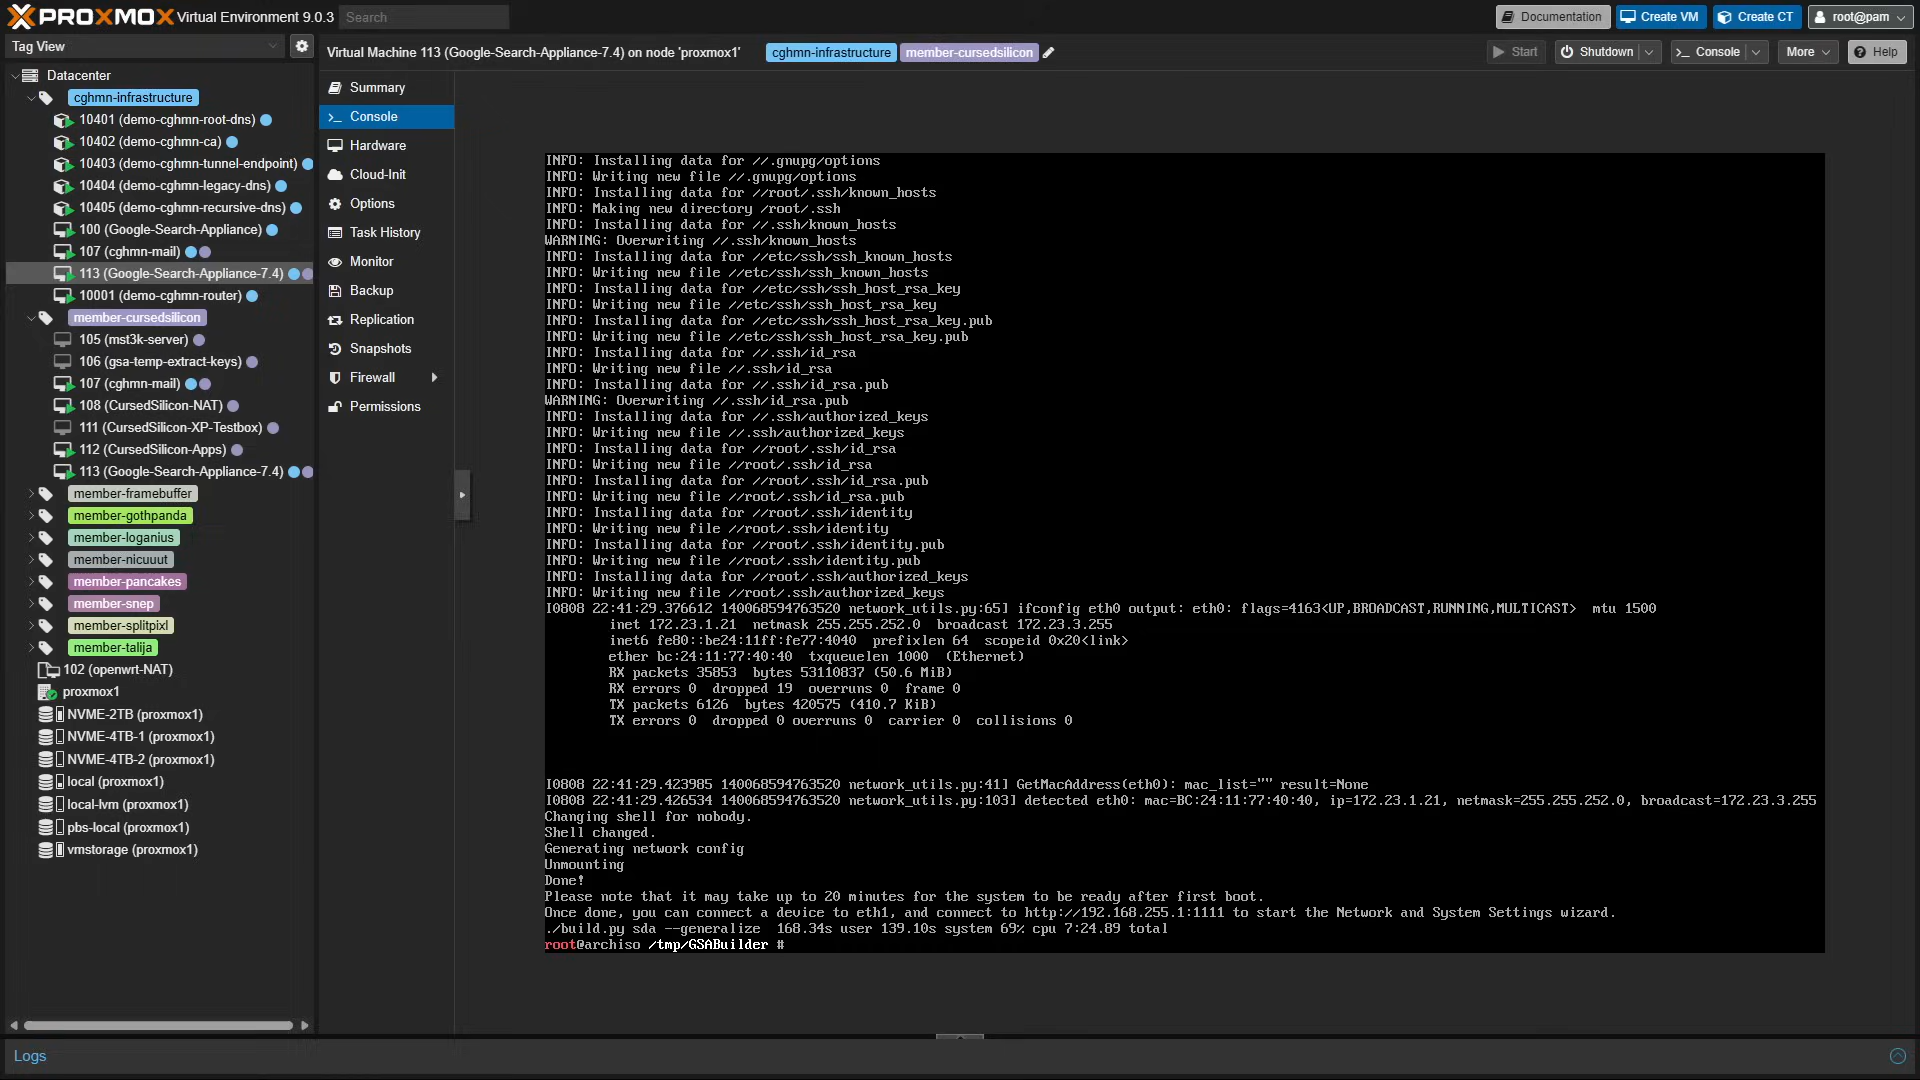 PROXMOX Virtual Environment 9.0.3 Search Documentation Create VM Create CT root@pam
Tag View
Virtual Machine 113 (Google-Search-Appliance-7.4) on node 'proxmox1' cghmn-infrastructure member-cursedsilicon Start Shutdown >_ Console More Help
Datacenter
cghmn-infrastructure
10401 (demo-cghmn-root-dns)
10402 (demo-cghmn-ca)
10403 (demo-cghmn-tunnel-endpoint)
10404 (demo-cghmn-legacy-dns)
10405 (demo-cghmn-recursive-dns)
100 (Google-Search-Appliance)
107 (cghmn-mail)
113 (Google-Search-Appliance-7.4)
10001 (demo-cghmn-router)
member-cursedsilicon
105 (mst3k-server)
106 (gsa-temp-extract-keys)
107 (cghmn-mail)
108 (CursedSilicon-NAT)
111 (CursedSilicon-XP-Testbox)
112 (CursedSilicon-Apps)
113 (Google-Search-Appliance-7.4)
member-framebuffer
member-gothpanda
member-loganius
member-nicuuut
member-pancakes
member-snep
member-splitpixl
member-talija
102 (openwrt-NAT)
proxmox1
NVME-2TB (proxmox1)
NVME-4TB-1 (proxmox1)
NVME-4TB-2 (proxmox1)
local (proxmox1)
local-lvm (proxmox1)
pbs-local (proxmox1)
vmstorage (proxmox1)
Summary
>_ Console
Hardware
Cloud-Init
Options
Task History
Monitor
Backup
Replication
Snapshots
Firewall
Permissions
INFO: Installing data for //.gnupg/options
INFO: Writing new file //.gnupg/options
INFO: Installing data for //root/.ssh/known_hosts
INFO: Making new directory /root/.ssh
INFO: Installing data for //.ssh/known_hosts
WARNING: Overwriting //.ssh/known_hosts
INFO: Installing data for //etc/ssh/ssh_known_hosts
INFO: Writing new file //etc/ssh/ssh_known_hosts
INFO: Installing data for //etc/ssh/ssh_host_rsa_key
INFO: Writing new file //etc/ssh/ssh_host_rsa_key
INFO: Installing data for //etc/ssh/ssh_host_rsa_key.pub
INFO: Writing new file //etc/ssh/ssh_host_rsa_key.pub
INFO: Installing data for //.ssh/id_rsa
INFO: Writing new file //.ssh/id_rsa
INFO: Installing data for //.ssh/id_rsa.pub
WARNING: Overwriting //.ssh/id_rsa.pub
INFO: Installing data for //.ssh/authorized_keys
INFO: Writing new file //.ssh/authorized_keys
INFO: Installing data for //root/.ssh/id_rsa
INFO: Writing new file //root/.ssh/id_rsa
INFO: Installing data for //root/.ssh/id_rsa.pub
INFO: Writing new file //root/.ssh/id_rsa.pub
INFO: Installing data for //root/.ssh/identity
INFO: Writing new file //root/.ssh/identity
INFO: Installing data for //root/.ssh/identity.pub
INFO: Writing new file //root/.ssh/identity.pub
INFO: Installing data for //root/.ssh/authorized_keys
INFO: Writing new file //root/.ssh/authorized_keys
I0808 22:41:29.376612 140068594763520 network_utils.py:65] ifconfig eth0 output: eth0: flags=4163<UP,BROADCAST,RUNNING,MULTICAST>  mtu 1500
inet 172.23.1.21  netmask 255.255.252.0  broadcast 172.23.3.255
inet6 fe80::be24:11ff:fe77:4040  prefixlen 64  scopeid 0x20<link>
ether bc:24:11:77:40:40  txqueuelen 1000  (Ethernet)
RX packets 35853  bytes 53110837 (50.6 MiB)
RX errors 0  dropped 19  overruns 0  frame 0
TX packets 6126  bytes 420575 (410.7 KiB)
TX errors 0  dropped 0 overruns 0  carrier 0  collisions 0
I0808 22:41:29.423985 140068594763520 network_utils.py:41] GetMacAddress(eth0): mac_list="" result=None
I0808 22:41:29.426534 140068594763520 network_utils.py:103] detected eth0: mac=BC:24:11:77:40:40, ip=172.23.1.21, netmask=255.255.252.0, broadcast=172.23.3.255
Changing shell for nobody.
Shell changed.
Generating network config
Unmounting
Done!
Please note that it may take up to 20 minutes for the system to be ready after first boot.
Once done, you can connect a device to eth1, and connect to http://192.168.255.1:1111 to start the Network and System Settings wizard.
./build.py sda --generalize  168.34s user 139.10s system 69% cpu 7:24.89 total
root@archiso /tmp/GSABuilder #
Logs